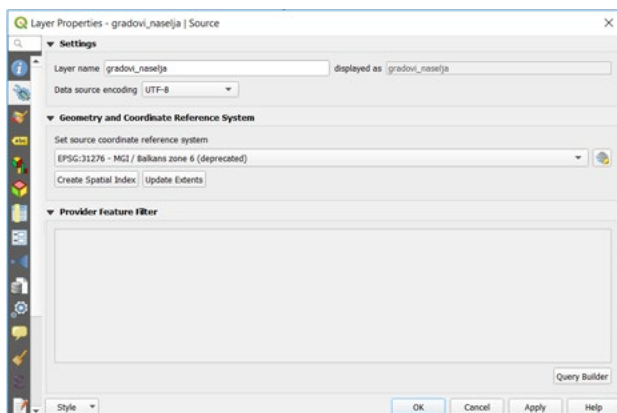 Layer Properties - gradovi_naselja | Source
Settings
Layer name gradovi_naselja displayed as gradovi_naselja
Data source encoding UTF-8
Geometry and Coordinate Reference System
Set source coordinate reference system
EPSG:31276 - MGI / Balkans zone 6 (deprecated)
Create Spatial Index Update Extents
Provider Feature Filter
Query Builder
Style OK Cancel Apply Help